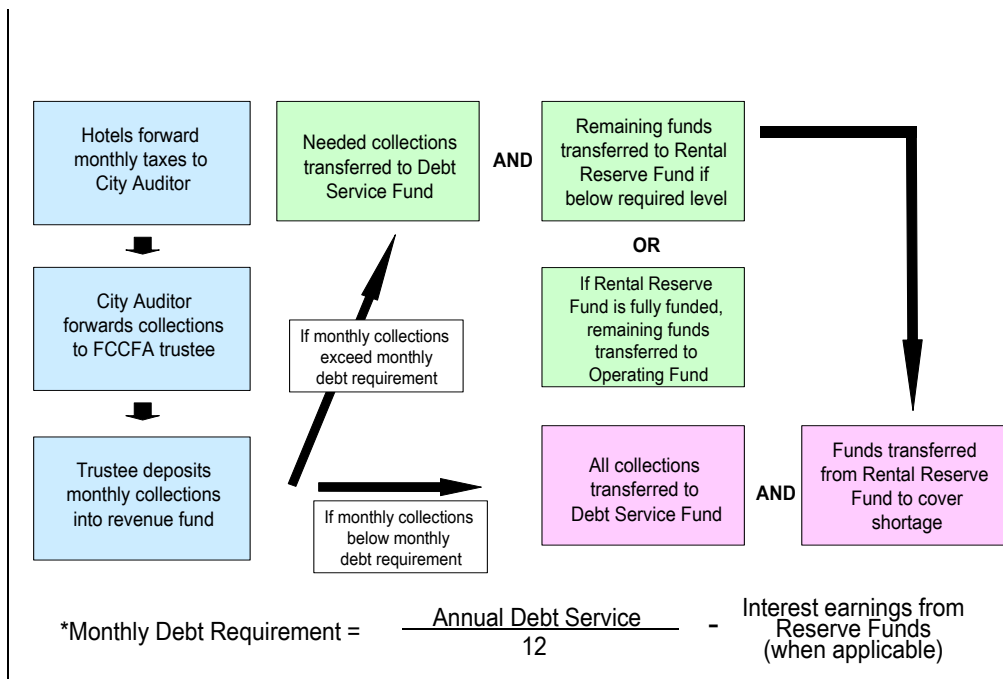 Hotels forward
monthly taxes to
City Auditor
City Auditor
forwards collections
to FCCFA trustee
Trustee deposits
monthly collections
into revenue fund
If monthly collections
exceed monthly
debt requirement
Needed collections
transferred to Debt
Service Fund
AND
Remaining funds
transferred to Rental
Reserve Fund if
below required level
OR
If Rental Reserve
Fund is fully funded,
remaining funds
transferred to
Operating Fund
If monthly collections
below monthly
debt requirement
All collections
transferred to
Debt Service Fund
AND
Funds transferred
from Rental Reserve
Fund to cover
shortage
*Monthly Debt Requirement =
Annual Debt Service
12
-
Interest earnings from
Reserve Funds
(when applicable)